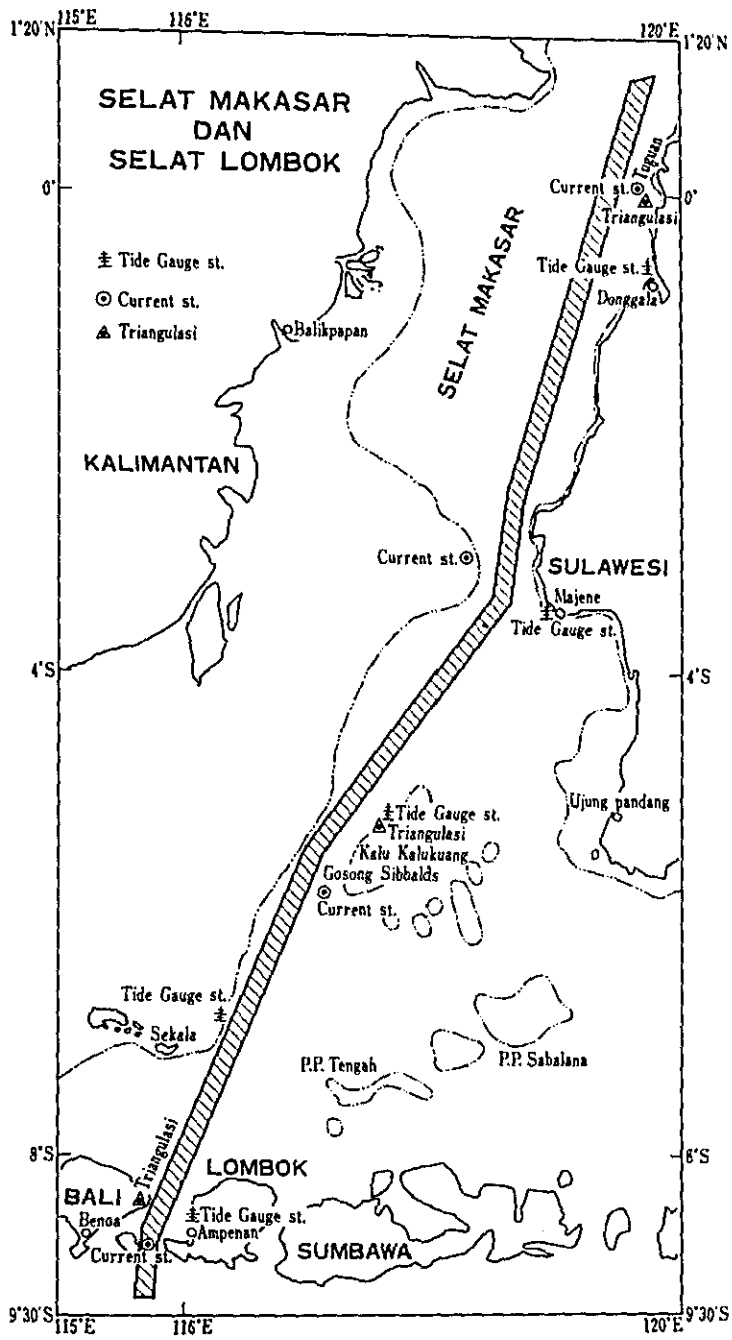 115°E
116°E
120°E
1°20'N
1°20'N
SELAT MAKASAR
DAN
SELAT LOMBOK
Tuguan
Current st.
0°
0°
Triangulasi
SELAT MAKASAR
Tide Gauge st.
Tide Gauge st.
Current st.
Donggala
Triangulasi
Balikpapan
KALIMANTAN
Current st.
SULAWESI
Majene
Tide Gauge st.
4°S
4°S
Tide Gauge st.
Triangulasi
Ujung pandang
Kalu Kalukuang
Gosong Sibbalds
Current st.
Tide Gauge st.
Sekala
P.P. Tengah
P.P. Sabalana
Triangulasi
8°S
8°S
LOMBOK
BALI
Benoa
Tide Gauge st.
Ampenan
Current st.
SUMBAWA
9°30'S
9°30'S
115°E
116°E
120°E